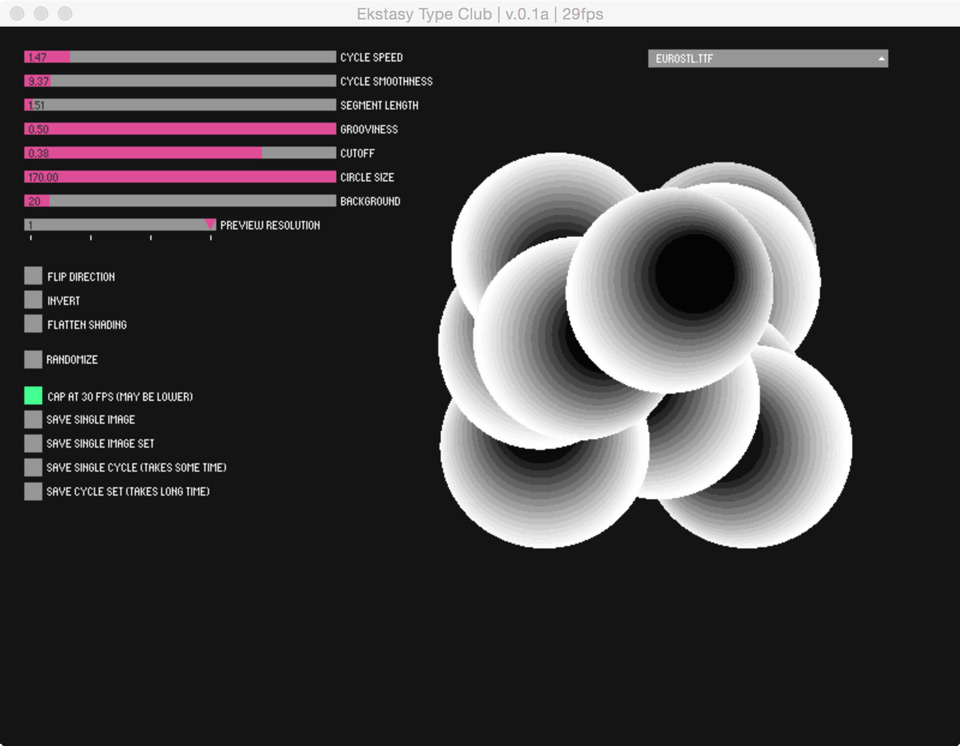 Ekstasy Type Club | v.0.1a | 29fps
1.47 CYCLE SPEED
EUROSTL.TTF
9.37 CYCLE SMOOTHNESS
1.51 SEGMENT LENGTH
0.50 GROOVINESS
0.38 CUTOFF
170.00 CIRCLE SIZE
20 BACKGROUND
1 PREVIEW RESOLUTION
FLIP DIRECTION
INVERT
FLATTEN SHADING
RANDOMIZE
CAP AT 30 FPS (MAY BE LOWER)
SAVE SINGLE IMAGE
SAVE SINGLE IMAGE SET
SAVE SINGLE CYCLE (TAKES SOME TIME)
SAVE CYCLE SET (TAKES LONG TIME)